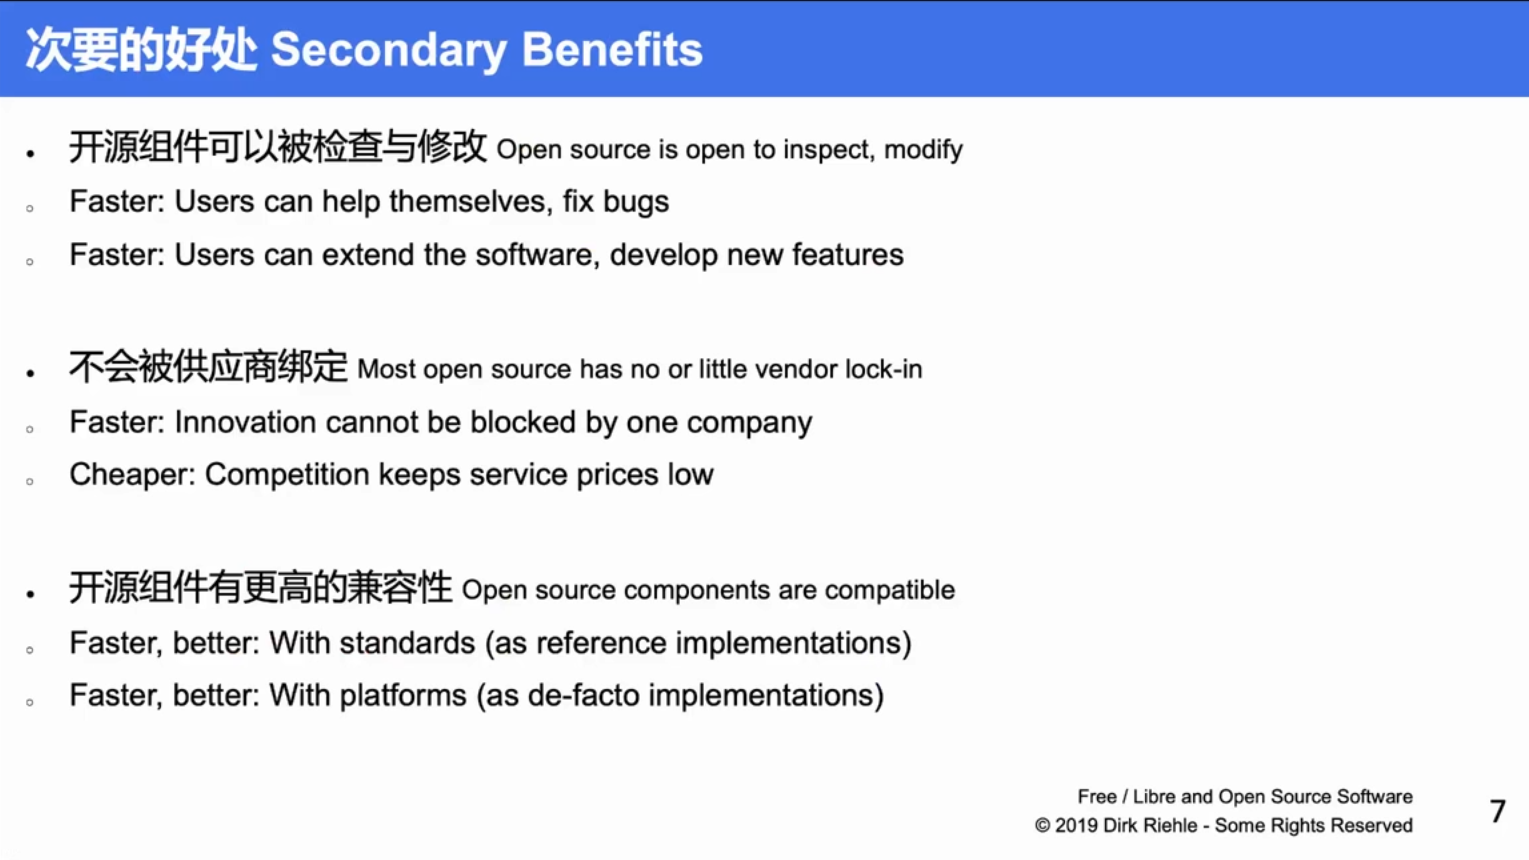 次要的好处 Secondary Benefits
• 开源组件可以被检查与修改 Open source is open to inspect, modify
○ Faster: Users can help themselves, fix bugs
○ Faster: Users can extend the software, develop new features
• 不会被供应商绑定 Most open source has no or little vendor lock-in
○ Faster: Innovation cannot be blocked by one company
○ Cheaper: Competition keeps service prices low
• 开源组件有更高的兼容性 Open source components are compatible
○ Faster, better: With standards (as reference implementations)
○ Faster, better: With platforms (as de-facto implementations)
Free / Libre and Open Source Software
© 2019 Dirk Riehle - Some Rights Reserved
7